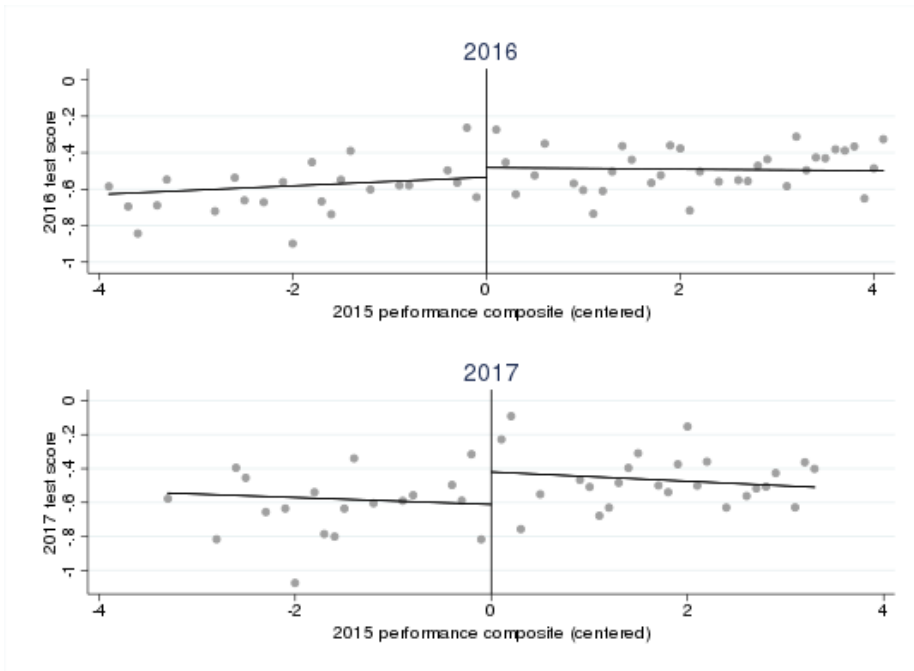 2016
0
-.2
-.4
-.6
-.8
-1
2016 test score
-4 -2 0 2 4
2015 performance composite (centered)
2017
0
-.2
-.4
-.6
-.8
-1
2017 test score
-4 -2 0 2 4
2015 performance composite (centered)